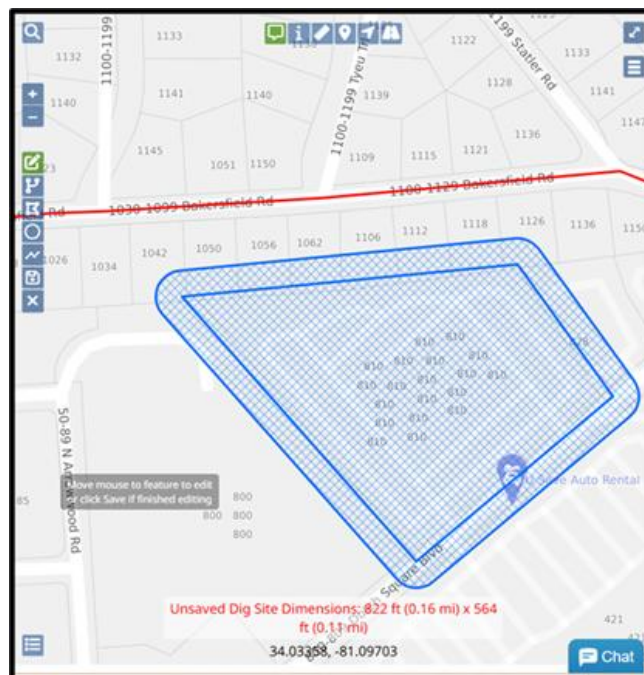 1133
1132
1100-1199
1140
1141
1140
1139
1122
1199
1100-1199 Tyeu
1199 Statler Rd
1133
1128
1141
1136
1145
1051
1150
1109
1115
1121
1030-1099 Bakersfield Rd
1100-1129 Bakersfield Rd
1026
1034
1042
1050
1056
1062
1106
1112
1118
1126
1136
810 810
810 810 810 810
810 810 810 810
810 810 810
810 810
810 810
50-89 N Arrowwood Rd
Move mouse to feature to edit
or click Save if finished editing
U Save Auto Rental
800
800 800
800
Square Blvd
Unsaved Dig Site Dimensions: 822 ft (0.16 mi) x 564
ft (0.11 mi)
34.03358, -81.09703
421
Chat